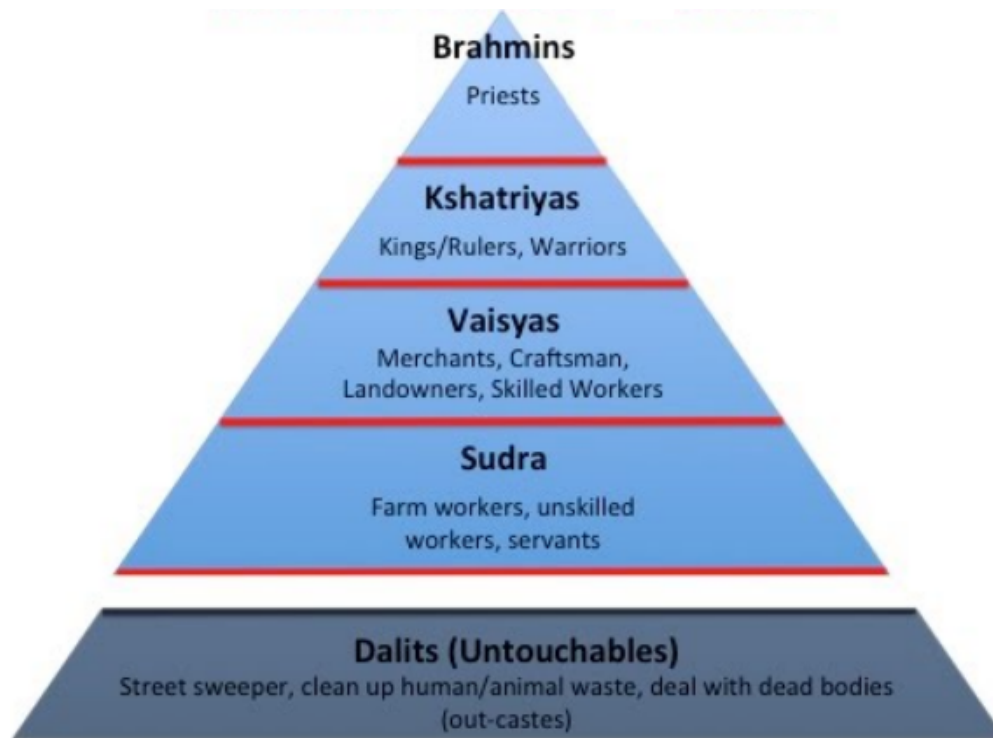 Brahmins
Priests
Kshatriyas
Kings/Rulers, Warriors
Vaisyas
Merchants, Craftsman,
Landowners, Skilled Workers
Sudra
Farm workers, unskilled
workers, servants
Dalits (Untouchables)
Street sweeper, clean up human/animal waste, deal with dead bodies
(out-castes)